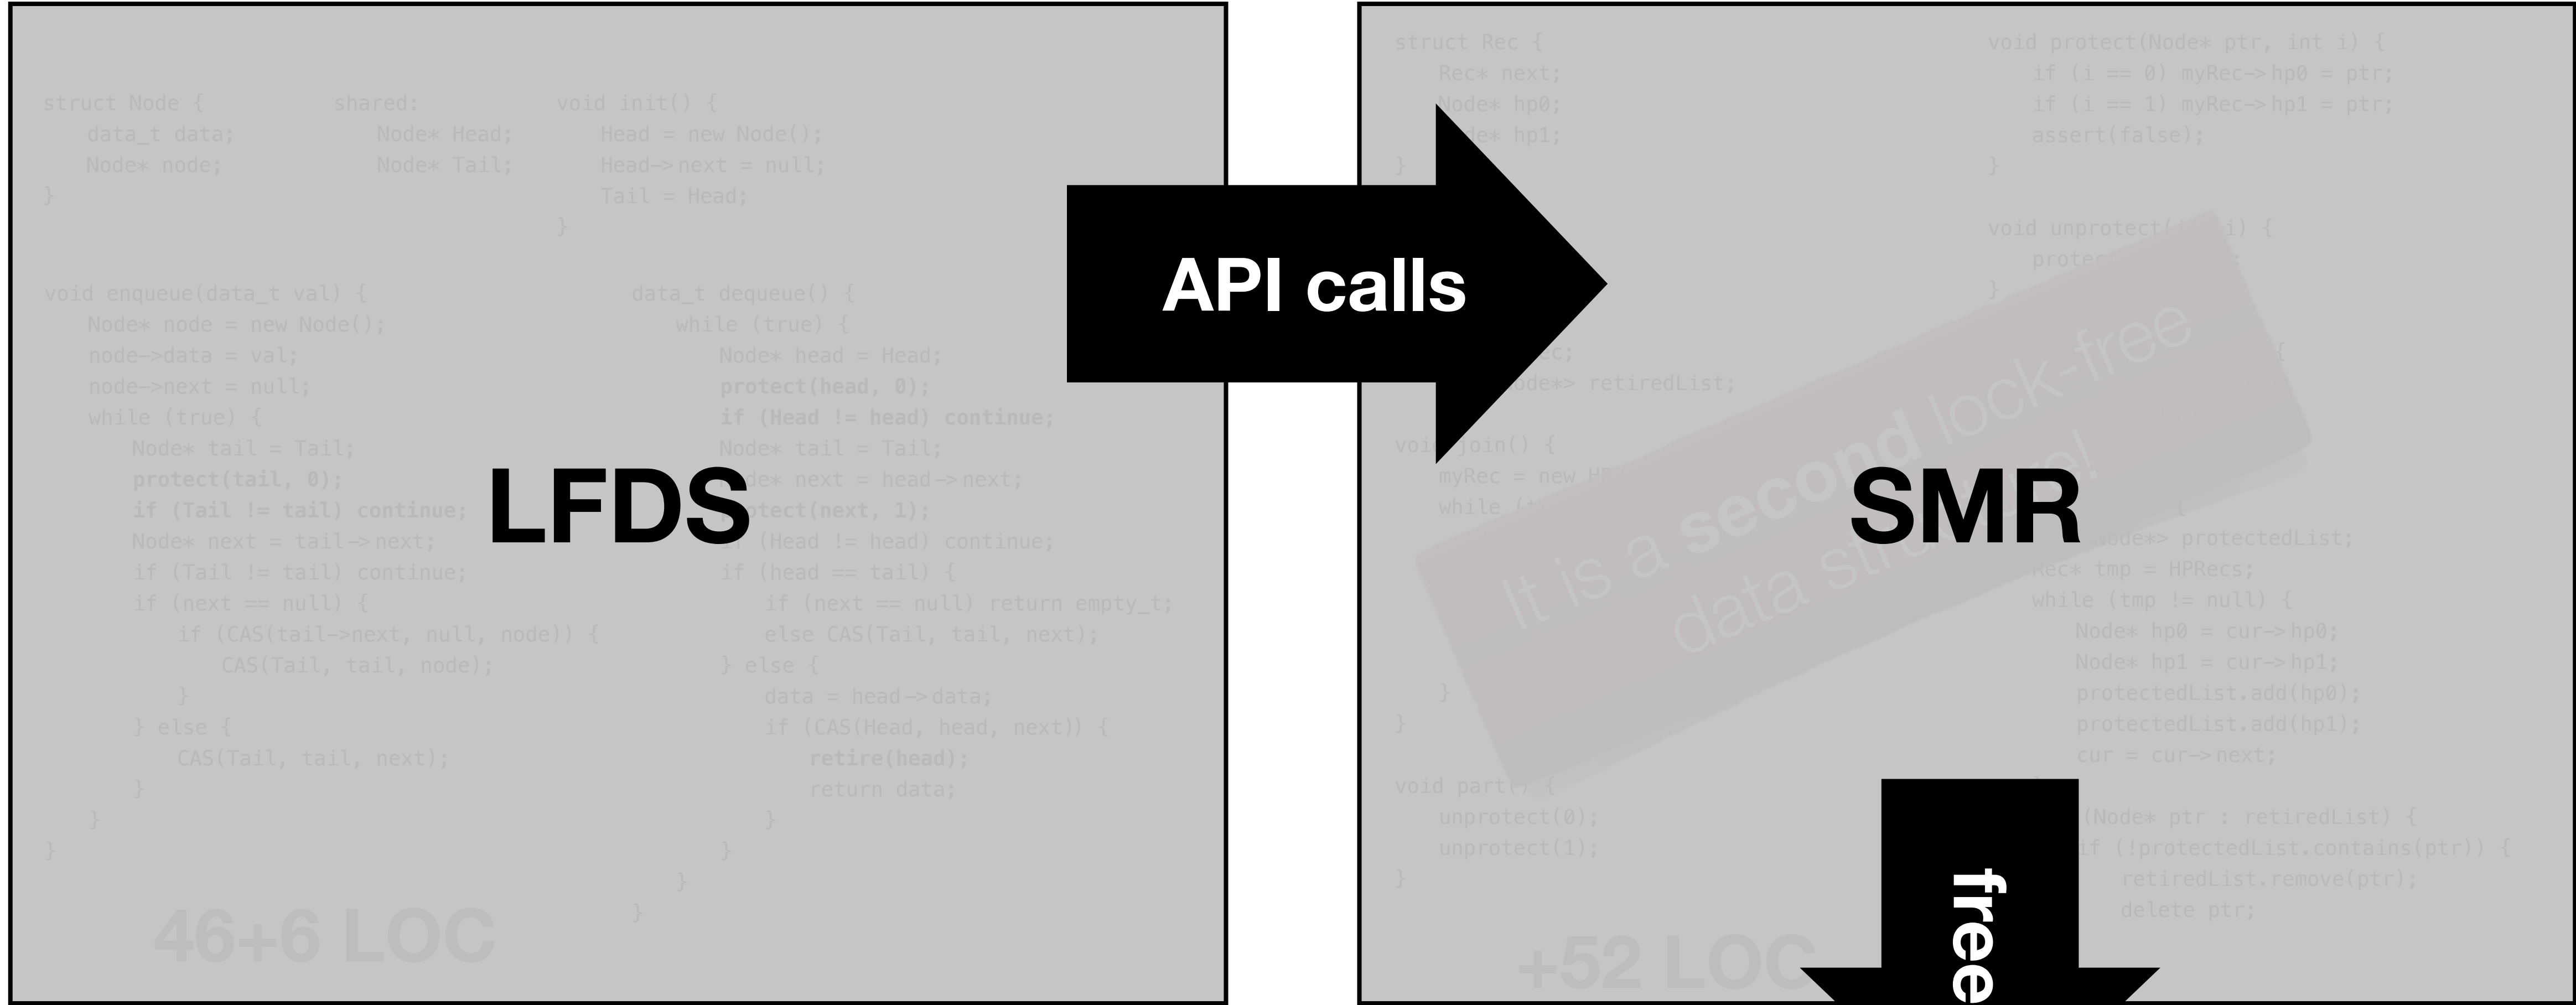 struct Node {
data_t data;
Node* node;
}
shared:
Node* Head;
Node* Tail;
void init() {
Head = new Node();
Head->next = null;
Tail = Head;
}
void enqueue(data_t val) {
Node* node = new Node();
node->data = val;
node->next = null;
while (true) {
Node* tail = Tail;
protect(tail, 0);
if (Tail != tail) continue;
Node* next = tail->next;
if (Tail != tail) continue;
if (next == null) {
if (CAS(tail->next, null, node)) {
CAS(Tail, tail, node);
}
} else {
CAS(Tail, tail, next);
}
}
}
data_t dequeue() {
while (true) {
Node* head = Head;
protect(head, 0);
if (Head != head) continue;
Node* tail = Tail;
Node* next = head->next;
protect(next, 1);
if (Head != head) continue;
if (head == tail) {
if (next == null) return empty_t;
else CAS(Tail, tail, next);
} else {
data = head->data;
if (CAS(Head, head, next)) {
retire(head);
return data;
}
}
}
}
46+6 LOC
LFDS
API calls
struct Rec {
Rec* next;
Node* hp0;
Node* hp1;
}
retiredList;
void join() {
myRec = new
while
}
}
void part() {
unprotect(0);
unprotect(1);
}
+52 LOC
void protect(Node* ptr, int i) {
if (i == 0) myRec->hp0 = ptr;
if (i == 1) myRec->hp1 = ptr;
assert(false);
}
void unprotect( i) {
}
{
protectedList;
Rec* tmp = HPRecs;
while (tmp != null) {
Node* hp0 = cur->hp0;
Node* hp1 = cur->hp1;
protectedList.add(hp0);
protectedList.add(hp1);
cur = cur->next;
(Node* ptr : retiredList) {
if (!protectedList.contains(ptr)) {
retiredList.remove(ptr);
delete ptr;
It is a second lock-free
data structure!
SMR
free